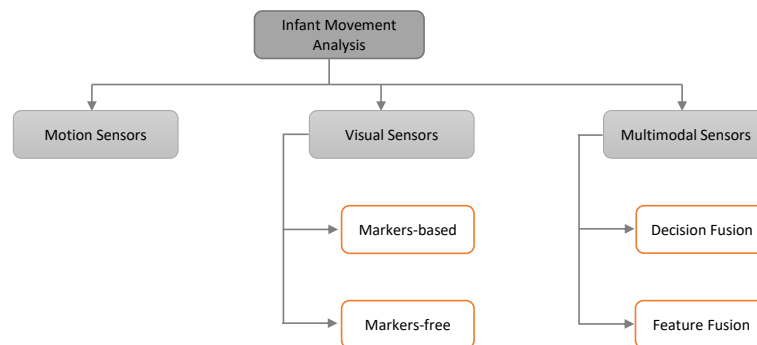 Infant Movement
Analysis
Motion Sensors
Visual Sensors
Multimodal Sensors
Markers-based
Decision Fusion
Markers-free
Feature Fusion